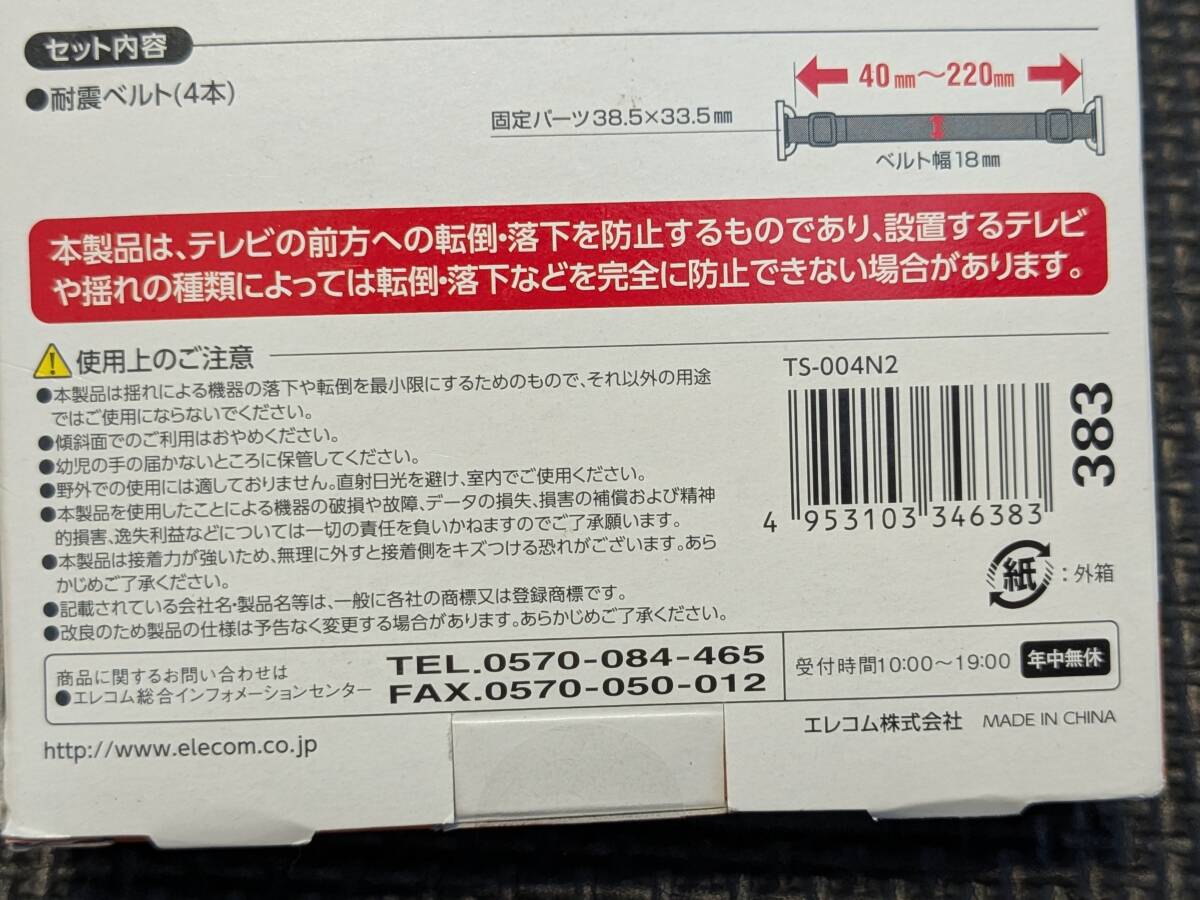 セット内容
●耐震ベルト(4本)
40㎜～220㎜
固定パーツ38.5×33.5㎜
ベルト幅18㎜
本製品は、テレビの前方への転倒・落下を防止するものであり、設置するテレビ
や揺れの種類によっては転倒・落下などを完全に防止できない場合があります。
使用上のご注意
●本製品は揺れによる機器の落下や転倒を最小限にするためのもので、それ以外の用途
ではご使用にならないでください。
●傾斜面でのご利用はおやめください。
●幼児の手の届かないところに保管してください。
●野外での使用には適しておりません。直射日光を避け、室内でご使用ください。
●本製品を使用したことによる機器の破損や故障、データの損失、損害の補償および精神
的損害、逸失利益などについては一切の責任を負いかねますのでご了承願います。
●本製品は接着力が強いため、無理に外すと接着側をキズつける恐れがございます。あら
かじめご了承ください。
●記載されている会社名・製品名等は、一般に各社の商標又は登録商標です。
●改良のため製品の仕様は予告なく変更する場合があります。あらかじめご了承ください。
TS-004N2
383
4 953103 346383
紙 : 外箱
商品に関するお問い合わせは
●エレコム総合インフォメーションセンター
TEL.0570-084-465
FAX.0570-050-012
受付時間10:00～19:00 年中無休
エレコム株式会社 MADE IN CHINA
http://www.elecom.co.jp